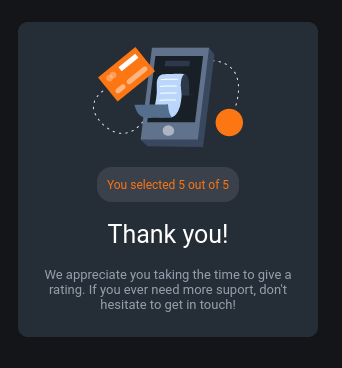 You selected 5 out of 5
Thank you!
We appreciate you taking the time to give a
rating. If you ever need more suport, don't
hesitate to get in touch!